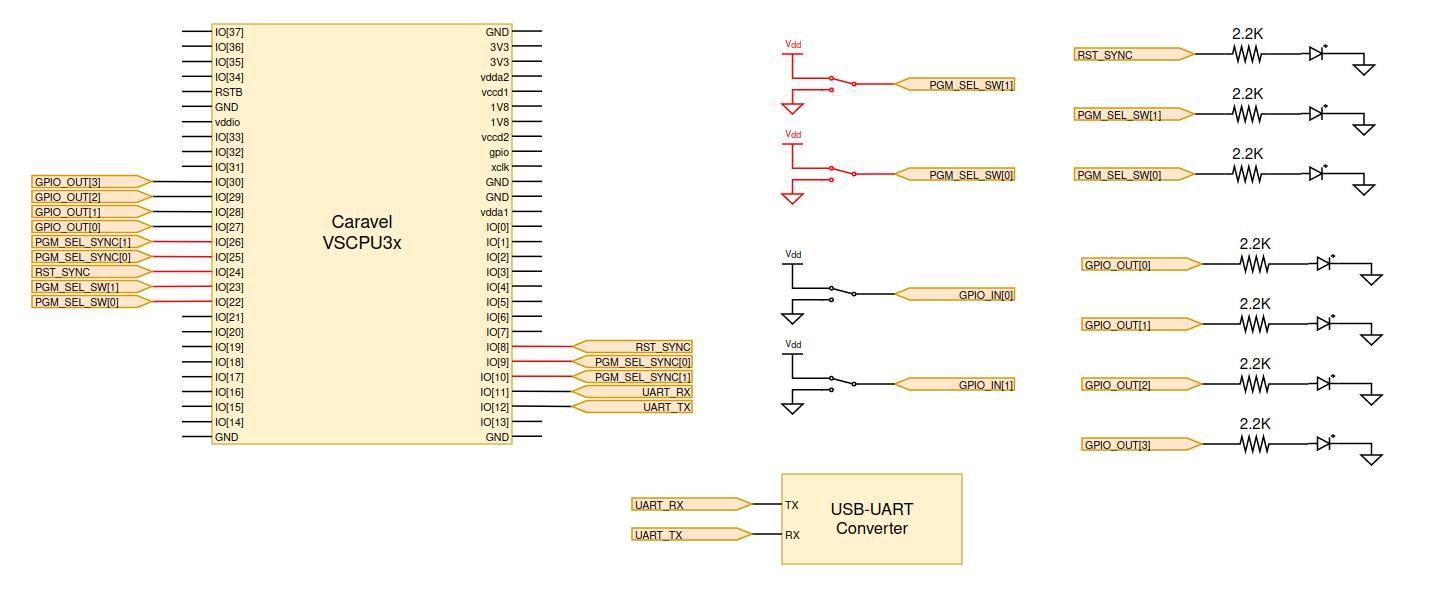 IO[37]
IO[36]
IO[35]
IO[34]
RSTB
GND
vddio
IO[33]
IO[32]
IO[31]
GPIO_OUT[3] IO[30]
GPIO_OUT[2] IO[29]
GPIO_OUT[1] IO[28]
GPIO_OUT[0] IO[27]
PGM_SEL_SYNC[1] IO[26]
PGM_SEL_SYNC[0] IO[25]
RST_SYNC IO[24]
PGM_SEL_SW[1] IO[23]
PGM_SEL_SW[0] IO[22]
IO[21]
IO[20]
IO[19]
IO[18]
IO[17]
IO[16]
IO[15]
IO[14]
GND
Caravel
VSCPU3x
GND
3V3
3V3
vdda2
vccd1
1V8
1V8
vccd2
gpio
xclk
GND
GND
vdda1
IO[0]
IO[1]
IO[2]
IO[3]
IO[4]
IO[5]
IO[6]
IO[7]
IO[8] RST_SYNC
IO[9] PGM_SEL_SYNC[0]
IO[10] PGM_SEL_SYNC[1]
IO[11] UART_RX
IO[12] UART_TX
IO[13]
GND
Vdd
PGM_SEL_SW[1]
Vdd
PGM_SEL_SW[0]
Vdd
GPIO_IN[0]
Vdd
GPIO_IN[1]
UART_RX TX
UART_TX RX
USB-UART
Converter
2.2K
RST_SYNC
2.2K
PGM_SEL_SW[1]
2.2K
PGM_SEL_SW[0]
2.2K
GPIO_OUT[0]
2.2K
GPIO_OUT[1]
2.2K
GPIO_OUT[2]
2.2K
GPIO_OUT[3]